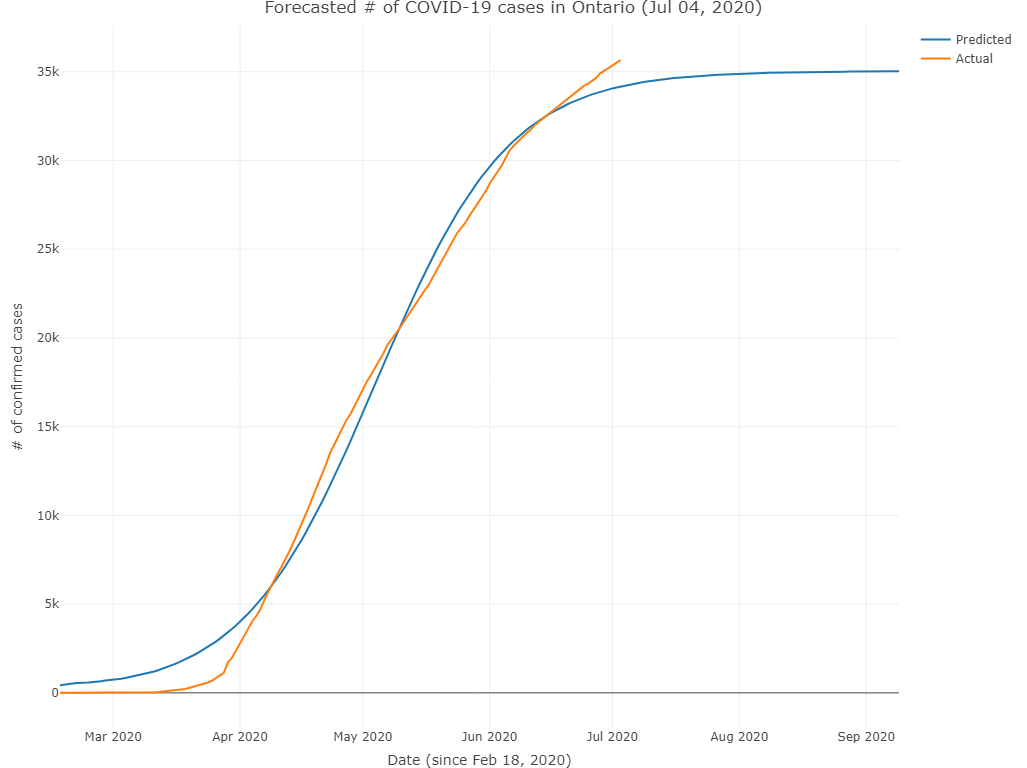 Forecasted # of COVID-19 cases in Ontario (Jul 04, 2020)
Predicted
Actual
35k
30k
25k
20k
15k
10k
5k
0
# of confirmed cases
Mar 2020 Apr 2020 May 2020 Jun 2020 Jul 2020 Aug 2020 Sep 2020
Date (since Feb 18, 2020)